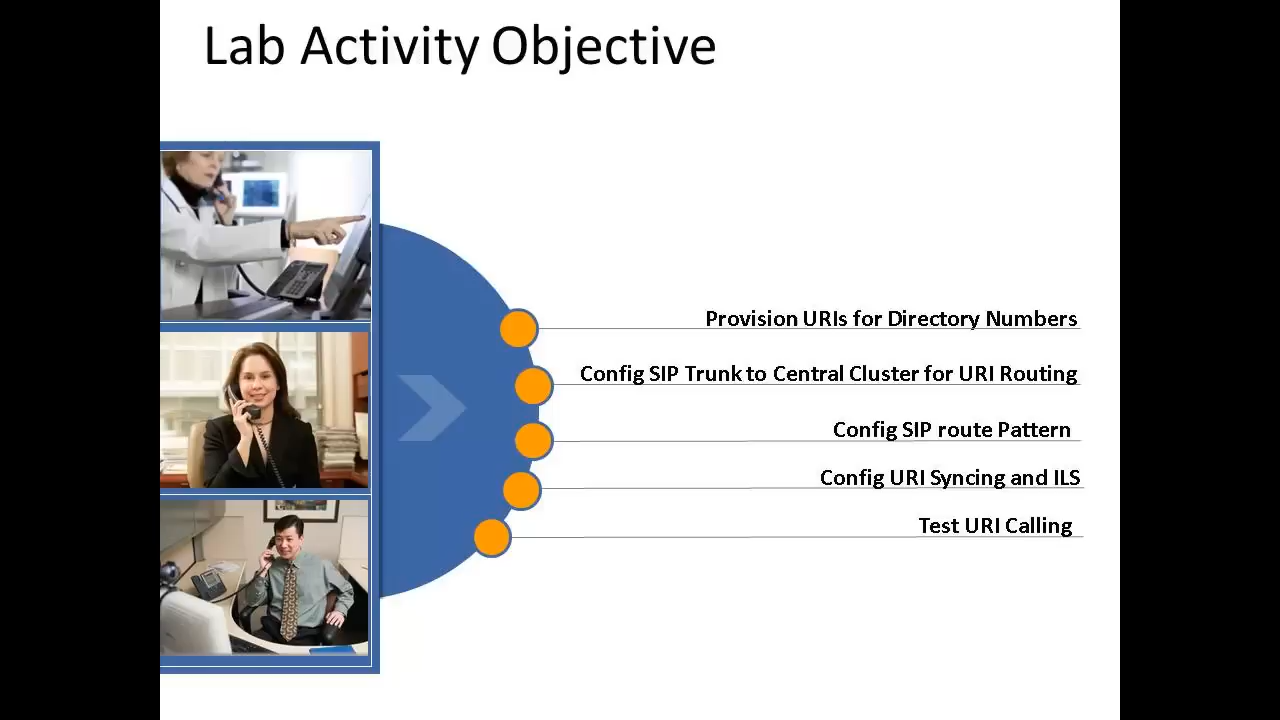 Lab Activity Objective
Provision URIs for Directory Numbers
Config SIP Trunk to Central Cluster for URI Routing
Config SIP route Pattern
Config URI Syncing and ILS
Test URI Calling